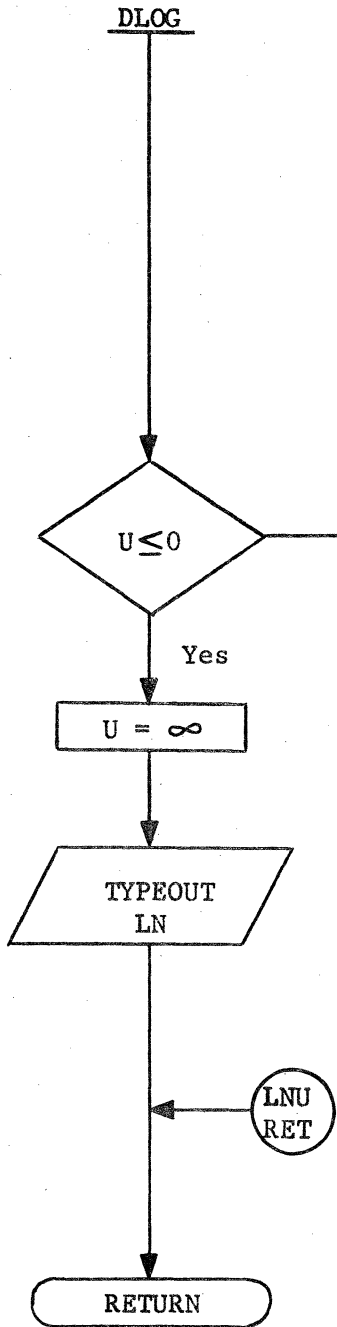 DLOG
U≤0
Yes
U = ∞
TYPEOUT
LN
LNU
RET
RETURN